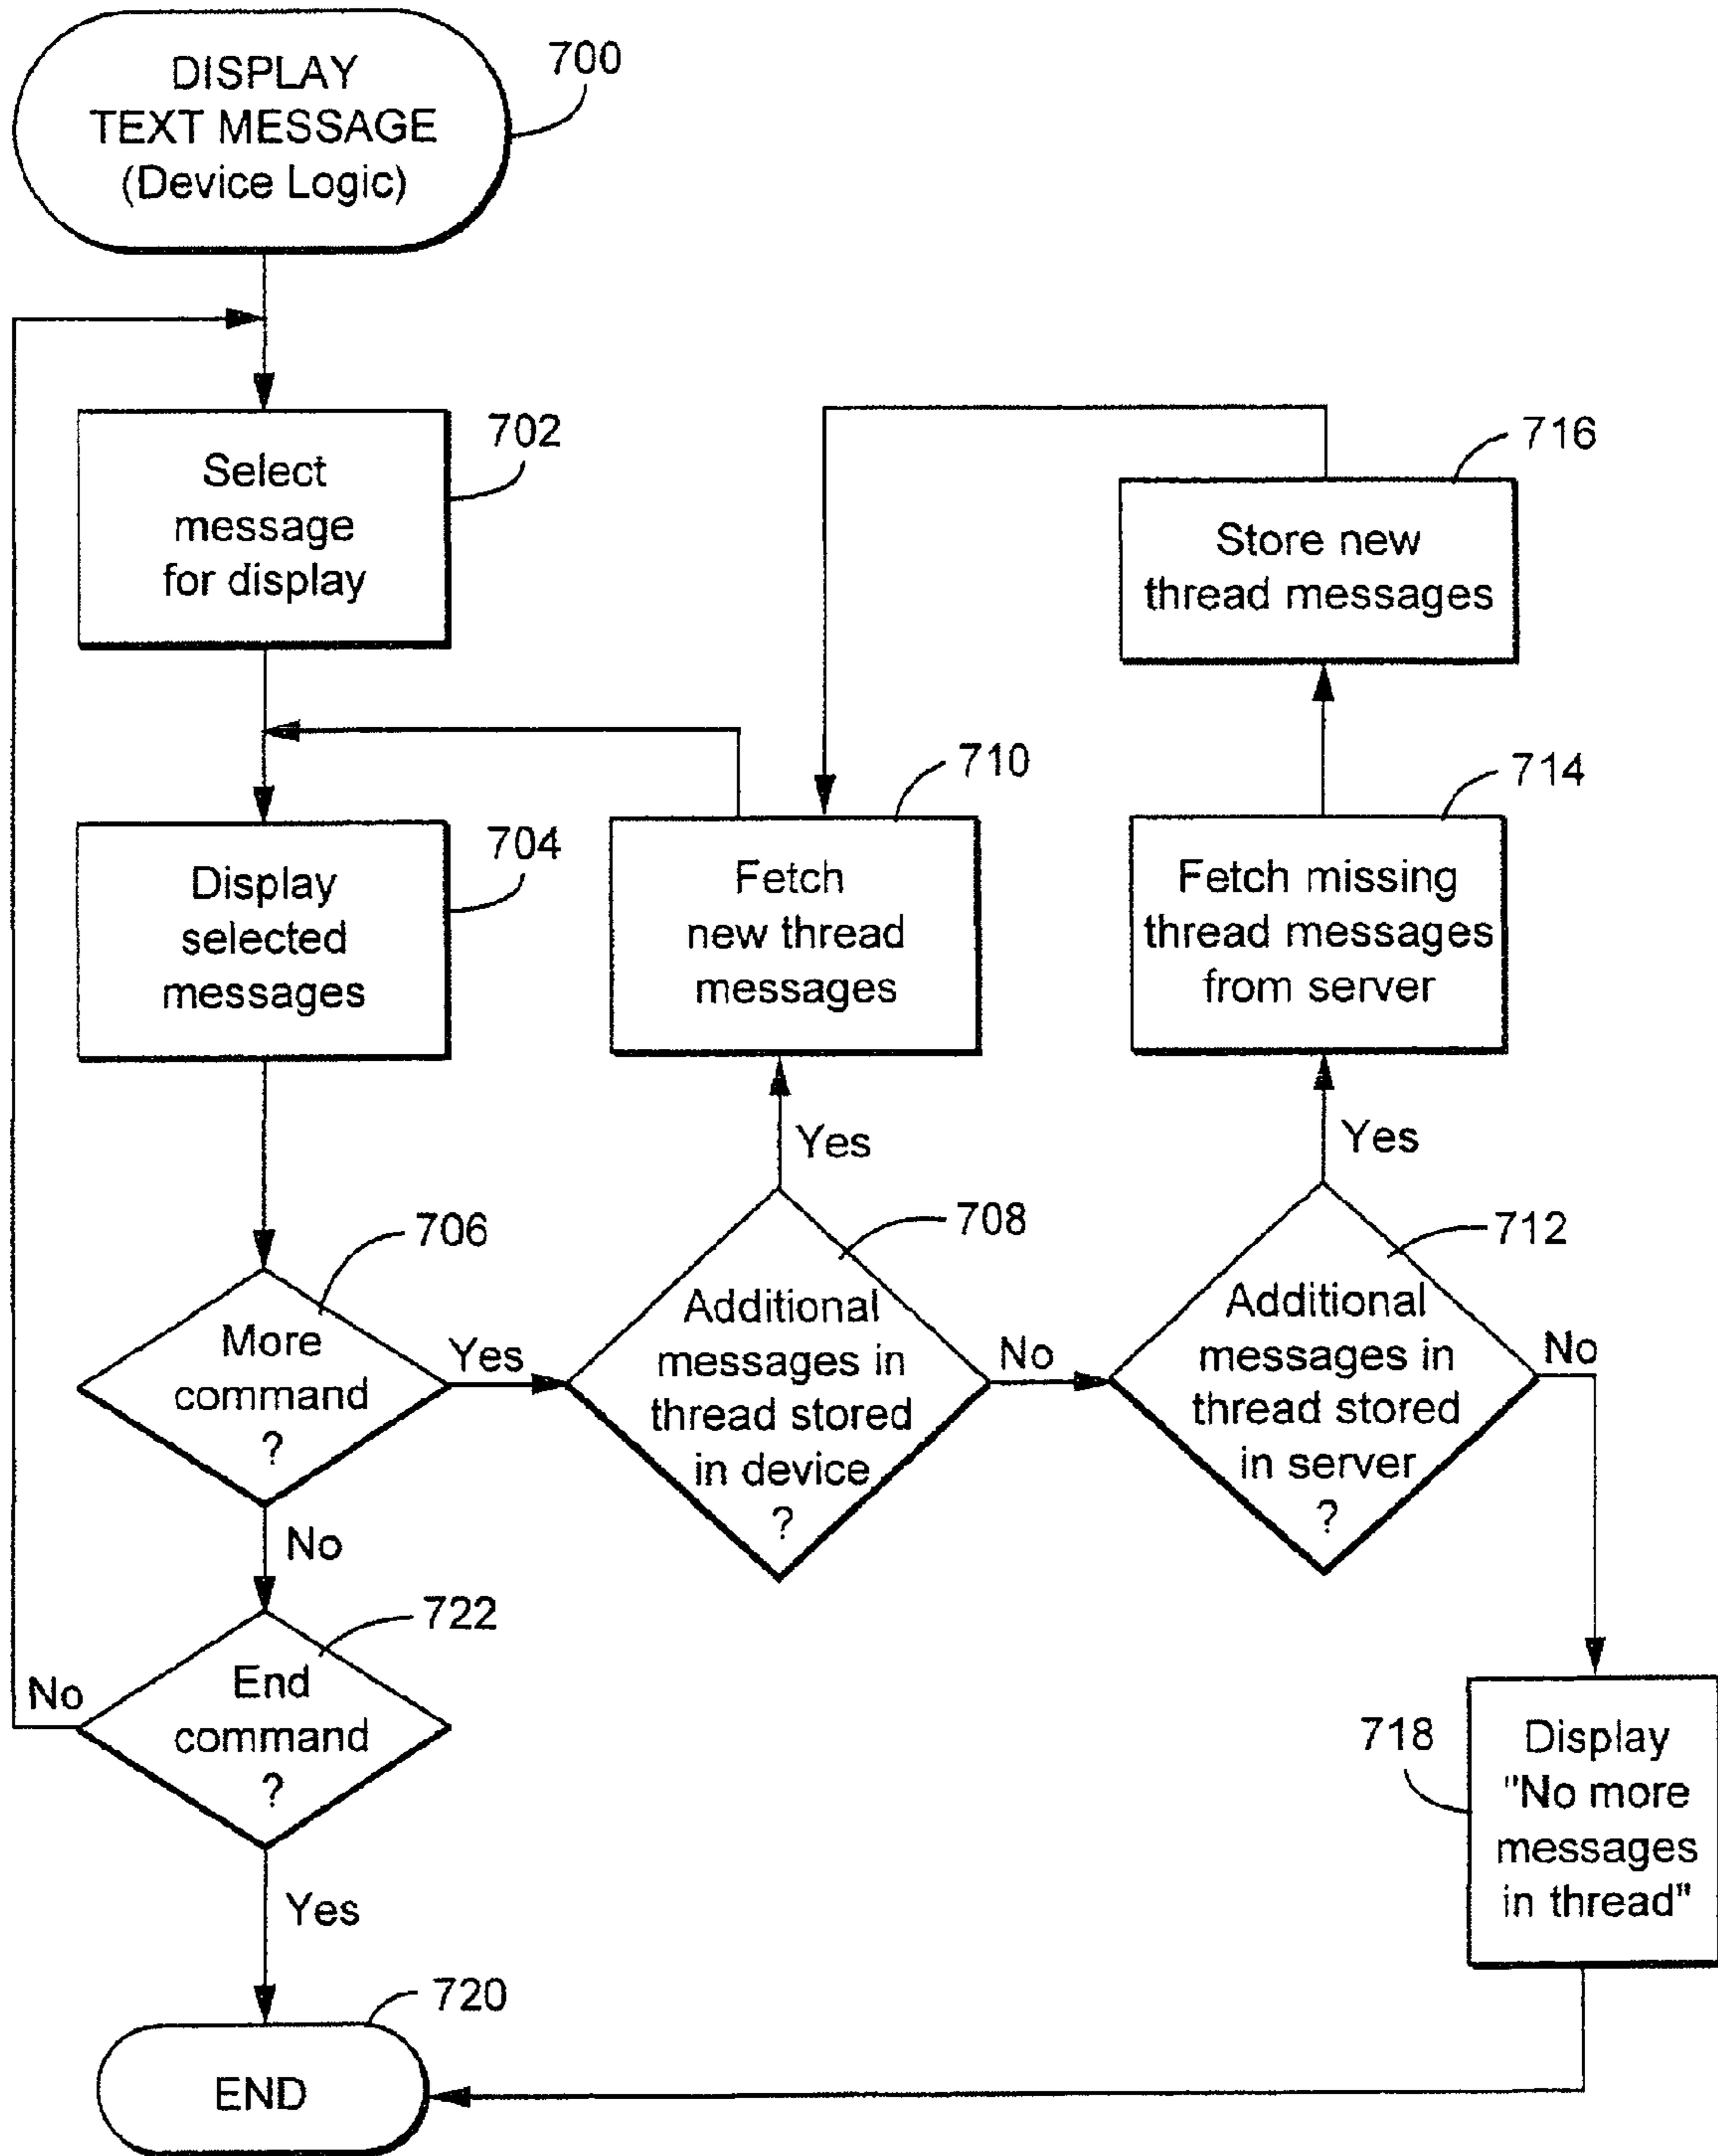 DISPLAY
TEXT MESSAGE
(Device Logic)
700
Select
message
for display
702
Store new
thread messages
716
Display
selected
messages
704
Fetch
new thread
messages
710
Fetch missing
thread messages
from server
714
More
command
?
706
Yes
No
Additional
messages in
thread stored
in device
?
708
Yes
No
Additional
messages in
thread stored
in server
?
712
Yes
No
End
command
?
722
No
Yes
718
Display
"No more
messages
in thread"
720
END